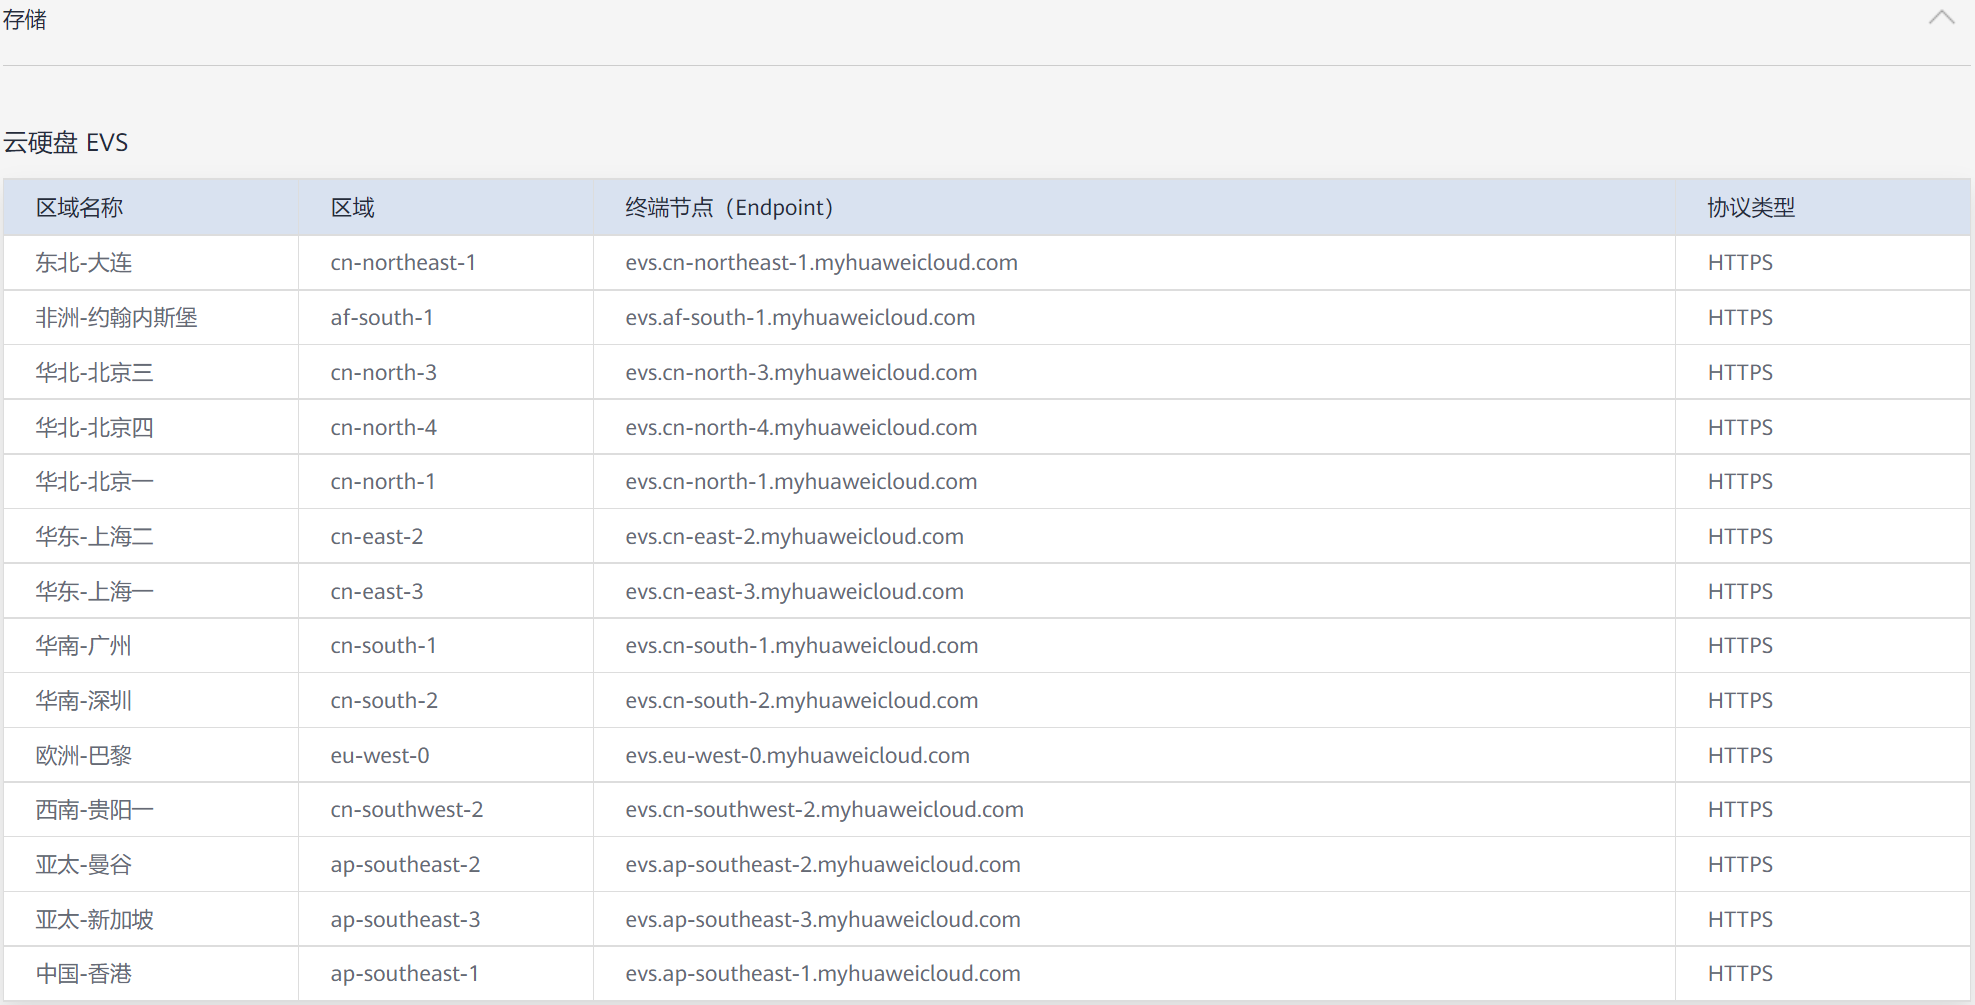 存储
云硬盘 EVS
区域名称 区域 终端节点（Endpoint） 协议类型
东北-大连 cn-northeast-1 evs.cn-northeast-1.myhuaweicloud.com HTTPS
非洲-约翰内斯堡 af-south-1 evs.af-south-1.myhuaweicloud.com HTTPS
华北-北京三 cn-north-3 evs.cn-north-3.myhuaweicloud.com HTTPS
华北-北京四 cn-north-4 evs.cn-north-4.myhuaweicloud.com HTTPS
华北-北京一 cn-north-1 evs.cn-north-1.myhuaweicloud.com HTTPS
华东-上海二 cn-east-2 evs.cn-east-2.myhuaweicloud.com HTTPS
华东-上海一 cn-east-3 evs.cn-east-3.myhuaweicloud.com HTTPS
华南-广州 cn-south-1 evs.cn-south-1.myhuaweicloud.com HTTPS
华南-深圳 cn-south-2 evs.cn-south-2.myhuaweicloud.com HTTPS
欧洲-巴黎 eu-west-0 evs.eu-west-0.myhuaweicloud.com HTTPS
西南-贵阳一 cn-southwest-2 evs.cn-southwest-2.myhuaweicloud.com HTTPS
亚太-曼谷 ap-southeast-2 evs.ap-southeast-2.myhuaweicloud.com HTTPS
亚太-新加坡 ap-southeast-3 evs.ap-southeast-3.myhuaweicloud.com HTTPS
中国-香港 ap-southeast-1 evs.ap-southeast-1.myhuaweicloud.com HTTPS